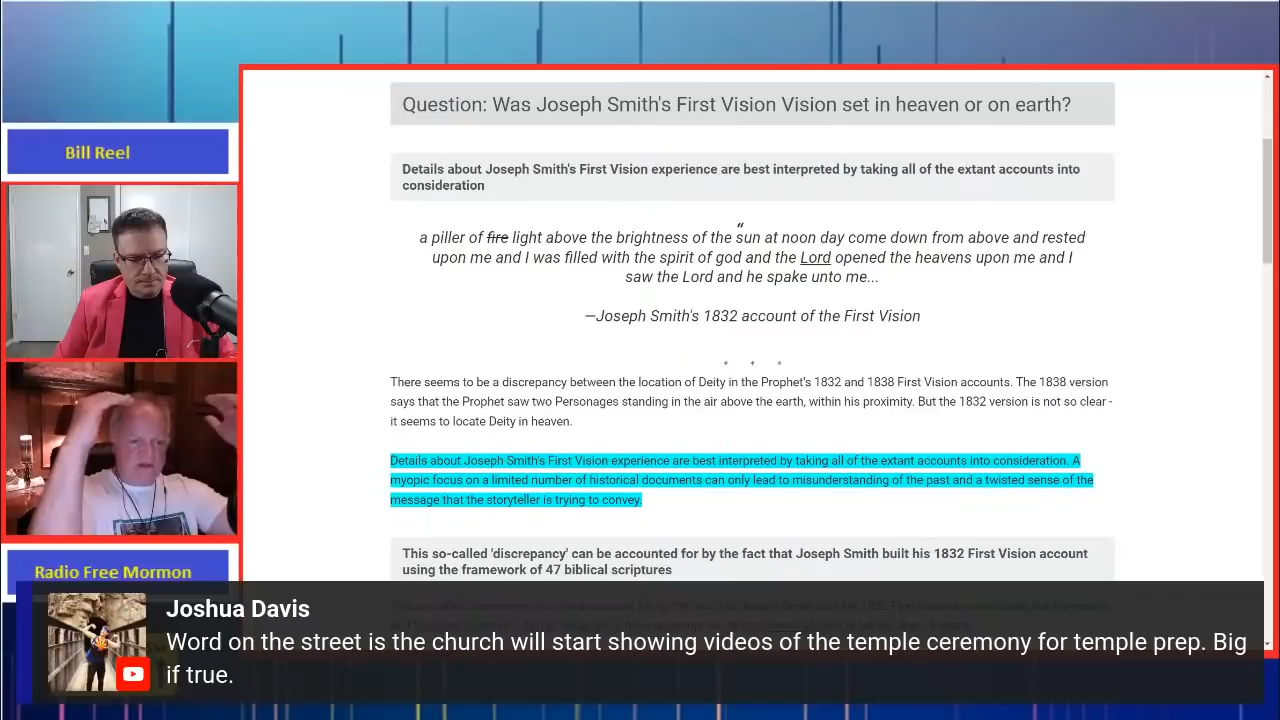 Bill Reel
Radio Free Mormon
Question: Was Joseph Smith's First Vision Vision set in heaven or on earth?
Details about Joseph Smith's First Vision experience are best interpreted by taking all of the extant accounts into
consideration
“
a piller of fire light above the brightness of the sun at noon day come down from above and rested
upon me and I was filled with the spirit of god and the Lord opened the heavens upon me and I
saw the Lord and he spake unto me...
—Joseph Smith's 1832 account of the First Vision
* * *
There seems to be a discrepancy between the location of Deity in the Prophet's 1832 and 1838 First Vision accounts. The 1838 version
says that the Prophet saw two Personages standing in the air above the earth, within his proximity. But the 1832 version is not so clear -
it seems to locate Deity in heaven.
Details about Joseph Smith's First Vision experience are best interpreted by taking all of the extant accounts into consideration. A
myopic focus on a limited number of historical documents can only lead to misunderstanding of the past and a twisted sense of the
message that the storyteller is trying to convey.
This so-called 'discrepancy' can be accounted for by the fact that Joseph Smith built his 1832 First Vision account
using the framework of 47 biblical scriptures
Joshua Davis
Word on the street is the church will start showing videos of the temple ceremony for temple prep. Big
if true.